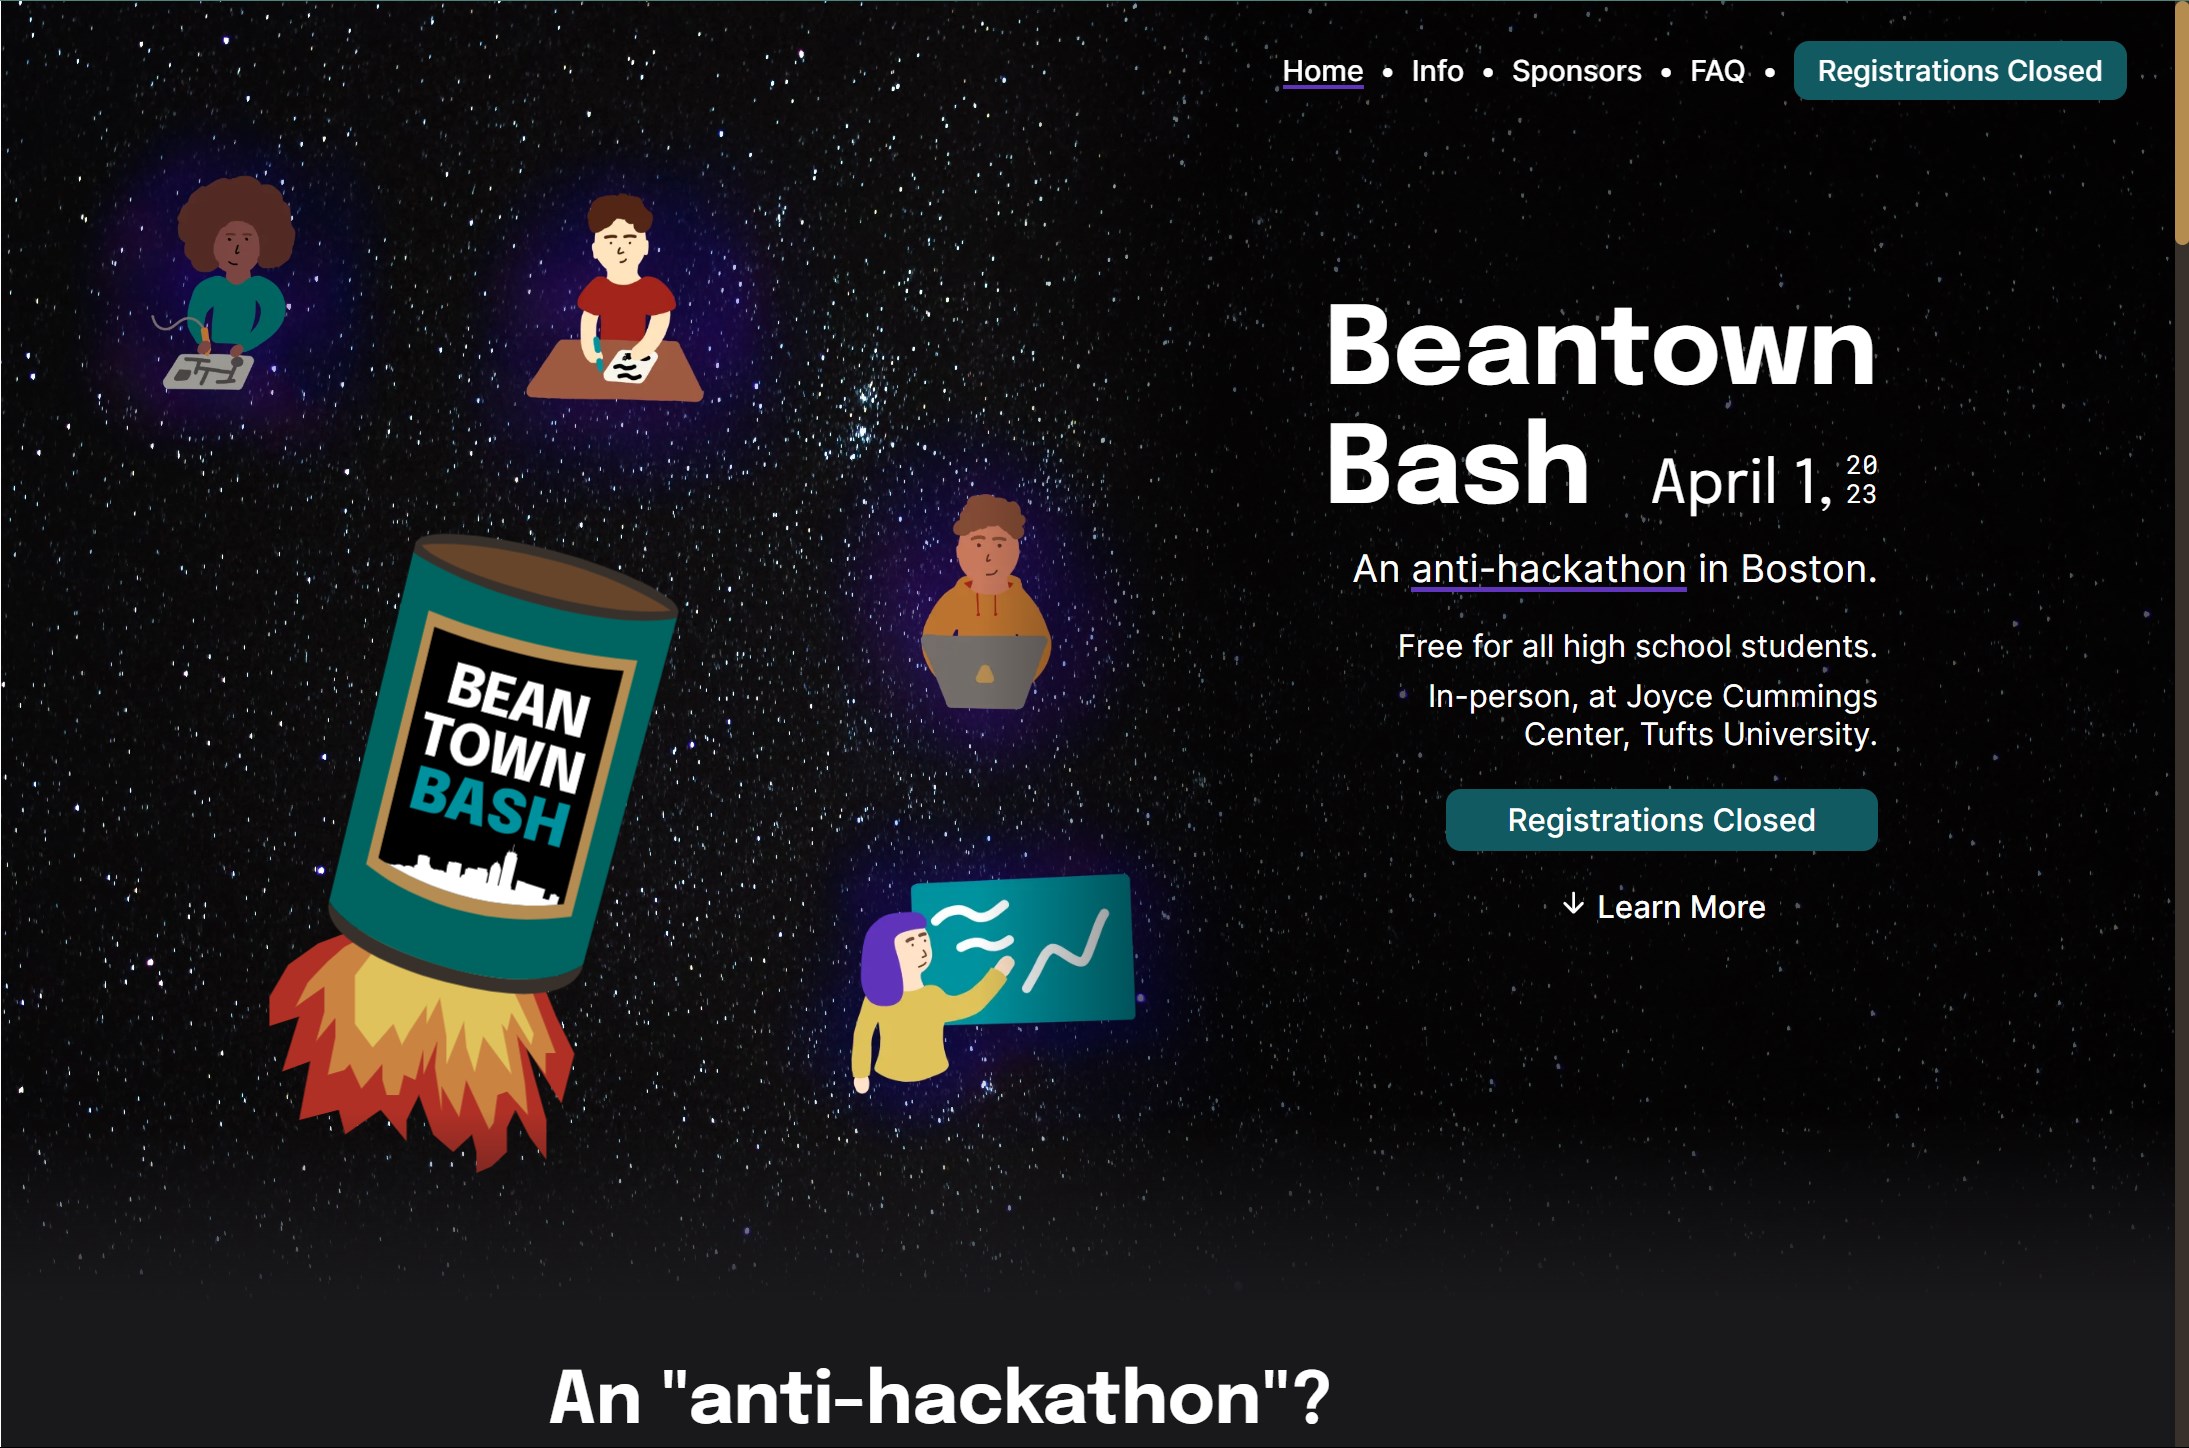 Home • Info • Sponsors • FAQ • Registrations Closed
Beantown
Bash April 1, 2023
An anti-hackathon in Boston.
Free for all high school students.
In-person, at Joyce Cummings
Center, Tufts University.
Registrations Closed
↓ Learn More
BEAN
TOWN
BASH
An "anti-hackathon"?